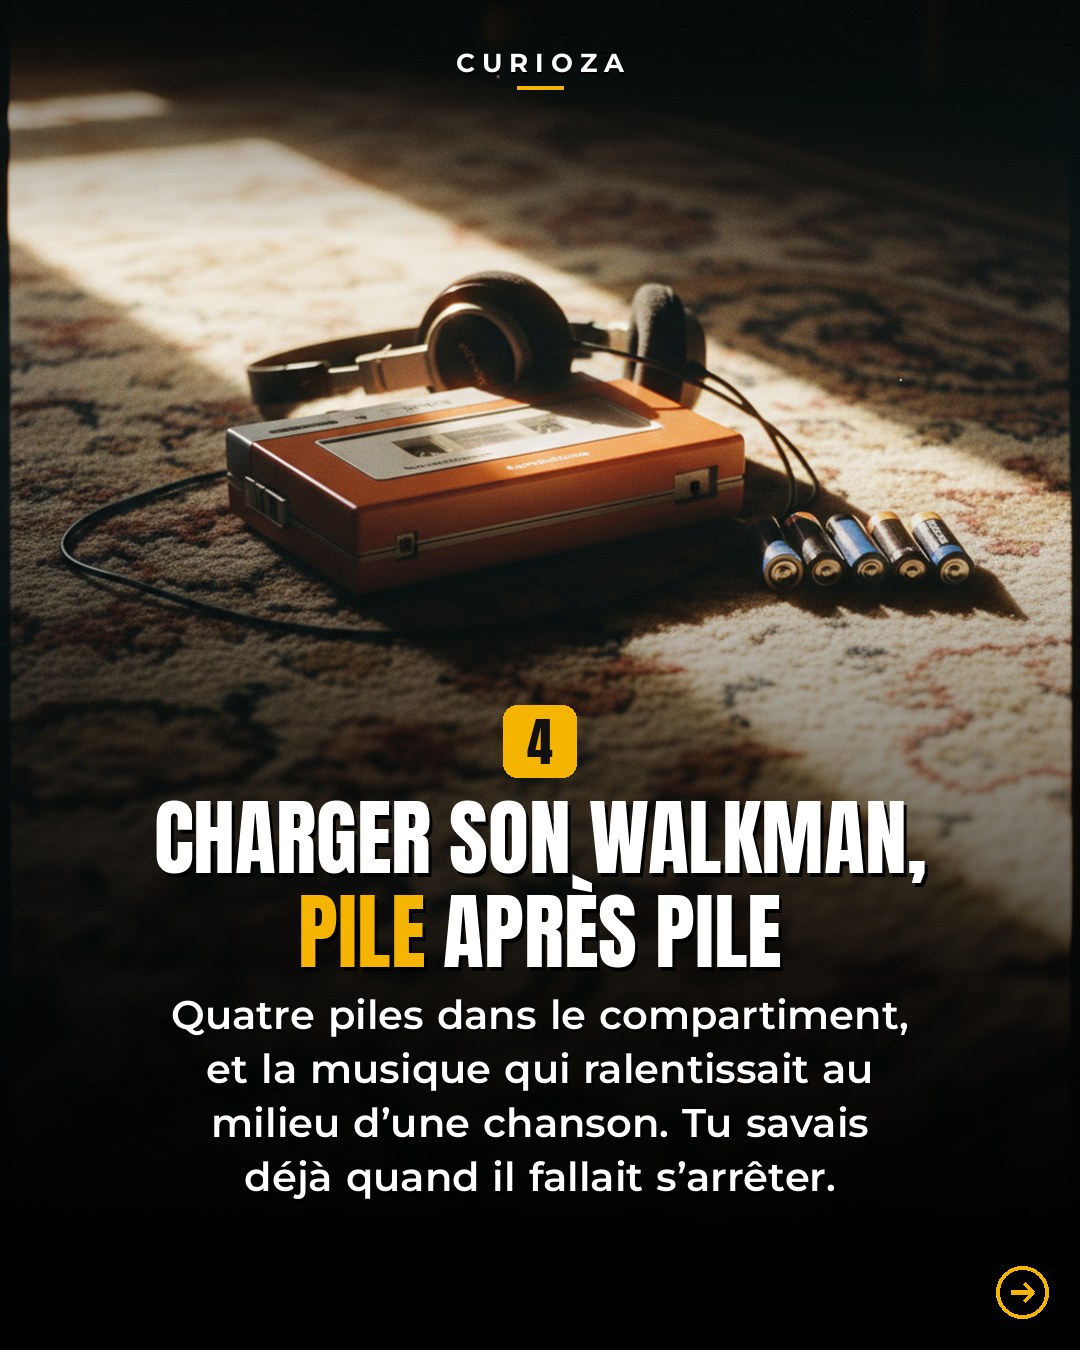 CURIOZA
4
CHARGER SON WALKMAN,
PILE APRÈS PILE
Quatre piles dans le compartiment,
et la musique qui ralentissait au
milieu d’une chanson. Tu savais
déjà quand il fallait s’arrêter.